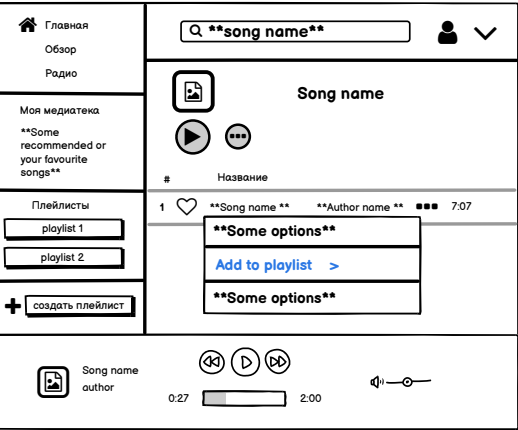 Главная
Обзор
Радио
Моя медиатека
**Some
recommended or
your favourite
songs**
Плейлисты
playlist 1
playlist 2
создать плейлист
**song name**
Song name
# Название
1 **Song name ** **Author name ** 7:07
**Some options**
Add to playlist >
**Some options**
Song name
author
0:27 2:00